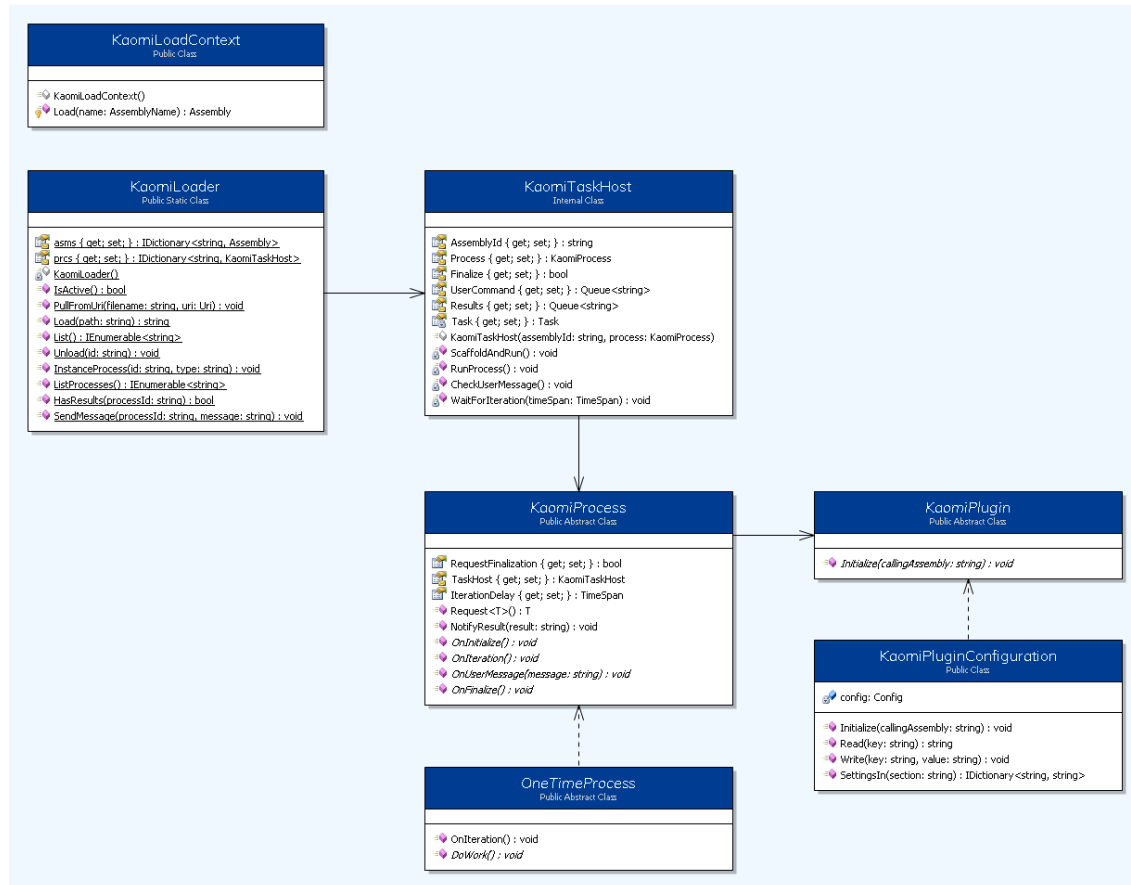 KaomiLoadContext
Public Class
KaomiLoadContext()
Load(name: AssemblyName) : Assembly
KaomiLoader
Public Static Class
asms { get; set; } : IDictionary<string, Assembly>
prcs { get; set; } : IDictionary<string, KaomiTaskHost>
KaomiLoader()
IsActive() : bool
PullFromUri(filename: string, uri: Uri) : void
Load(path: string) : string
List() : IEnumerable<string>
Unload(id: string) : void
InstanceProcess(id: string, type: string) : void
ListProcesses() : IEnumerable<string>
HasResults(processId: string) : bool
SendMessage(processId: string, message: string) : void
KaomiTaskHost
Internal Class
AssemblyId { get; set; } : string
Process { get; set; } : KaomiProcess
Finalize { get; set; } : bool
UserCommand { get; set; } : Queue<string>
Results { get; set; } : Queue<string>
Task { get; set; } : Task
KaomiTaskHost(assemblyId: string, process: KaomiProcess)
ScaffoldAndRun() : void
RunProcess() : void
CheckUserMessage() : void
WaitForIteration(timeSpan: TimeSpan) : void
KaomiProcess
Public Abstract Class
RequestFinalization { get; set; } : bool
TaskHost { get; set; } : KaomiTaskHost
IterationDelay { get; set; } : TimeSpan
Request<T>() : T
NotifyResult(result: string) : void
OnInitialize() : void
OnIteration() : void
OnUserMessage(message: string) : void
OnFinalize() : void
KaomiPlugin
Public Abstract Class
Initialize(callingAssembly: string) : void
KaomiPluginConfiguration
Public Class
config: Config
Initialize(callingAssembly: string) : void
Read(key: string) : string
Write(key: string, value: string) : void
SettingsIn(section: string) : IDictionary<string, string>
OneTimeProcess
Public Abstract Class
OnIteration() : void
DoWork() : void